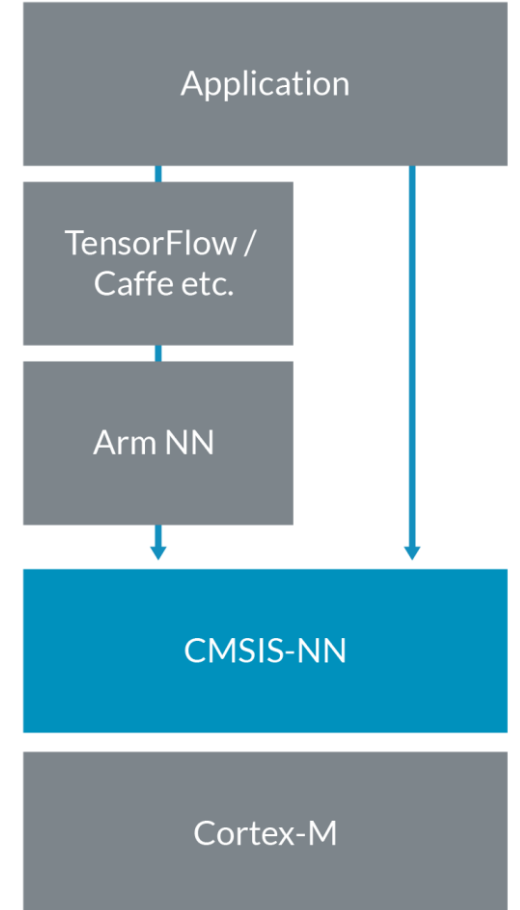 Application
TensorFlow /
Caffe etc.
Arm NN
CMSIS-NN
Cortex-M